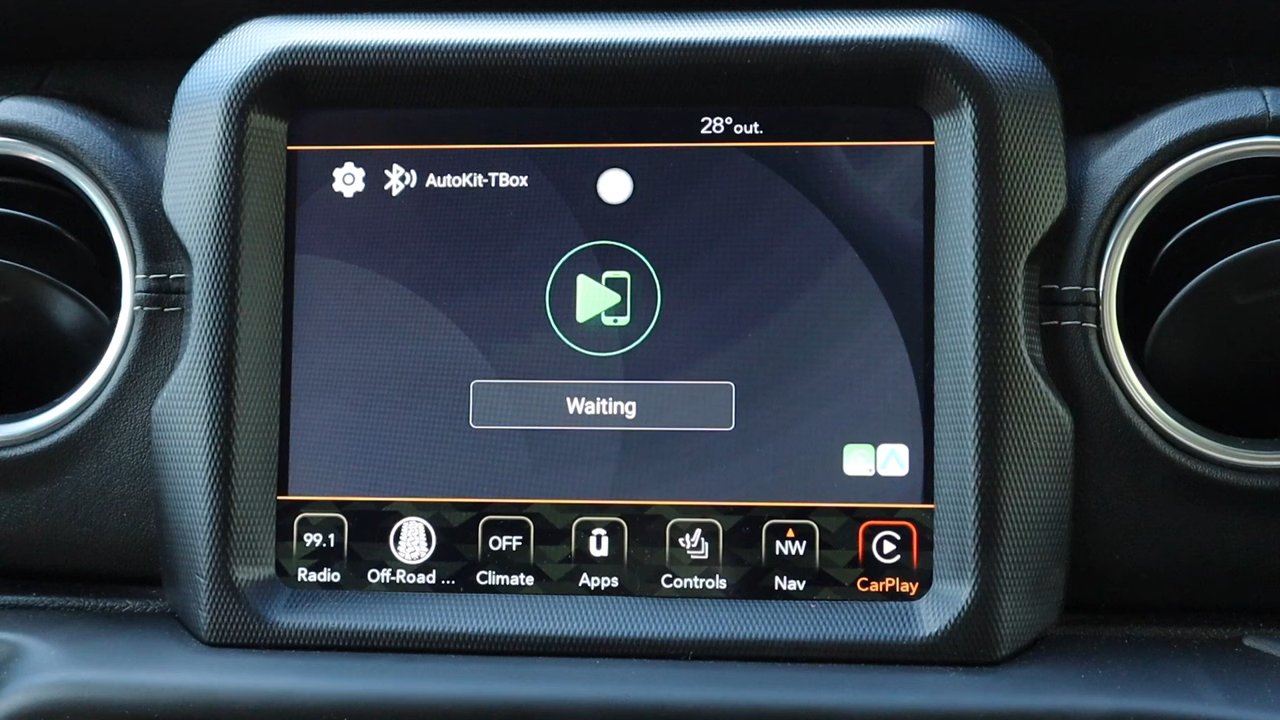 28° out.
AutoKit-TBox
Waiting
99.1
OFF
NW
Radio
Off-Road ...
Climate
Apps
Controls
Nav
CarPlay